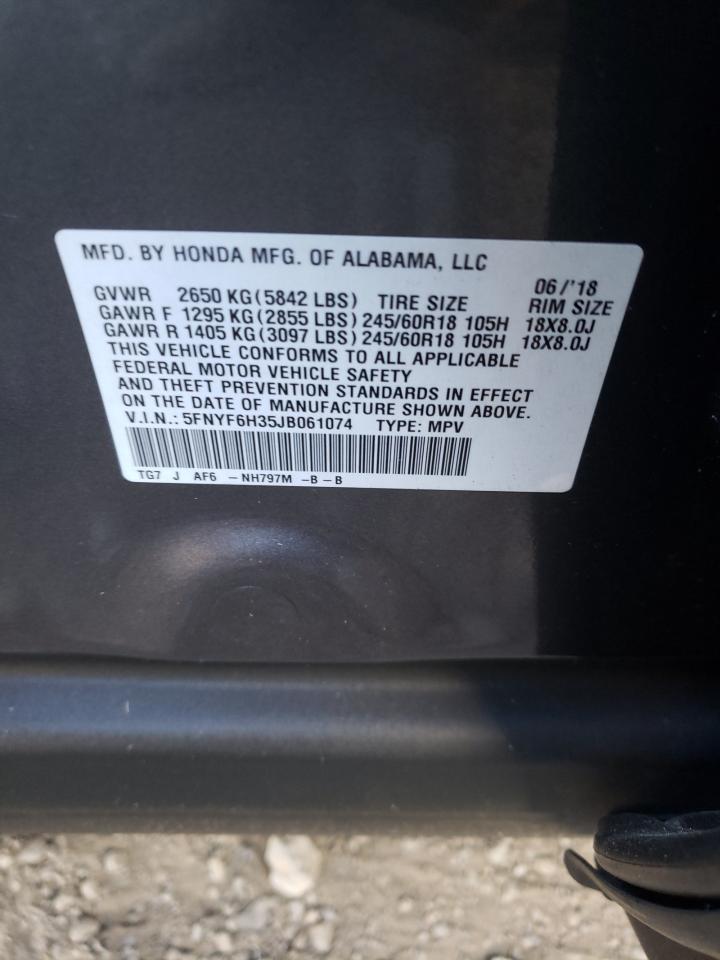 MFD. BY HONDA MFG. OF ALABAMA, LLC 06/'18
GVWR 2650 KG (5842 LBS) TIRE SIZE RIM SIZE
GAWR F 1295 KG (2855 LBS) 245/60R18 105H 18X8.0J
GAWR R 1405 KG (3097 LBS) 245/60R18 105H 18X8.0J
THIS VEHICLE CONFORMS TO ALL APPLICABLE
FEDERAL MOTOR VEHICLE SAFETY
AND THEFT PREVENTION STANDARDS IN EFFECT
ON THE DATE OF MANUFACTURE SHOWN ABOVE.
V.I.N.: 5FNYF6H35JB061074 TYPE: MPV
TG7 J AF6 – NH797M –B – B